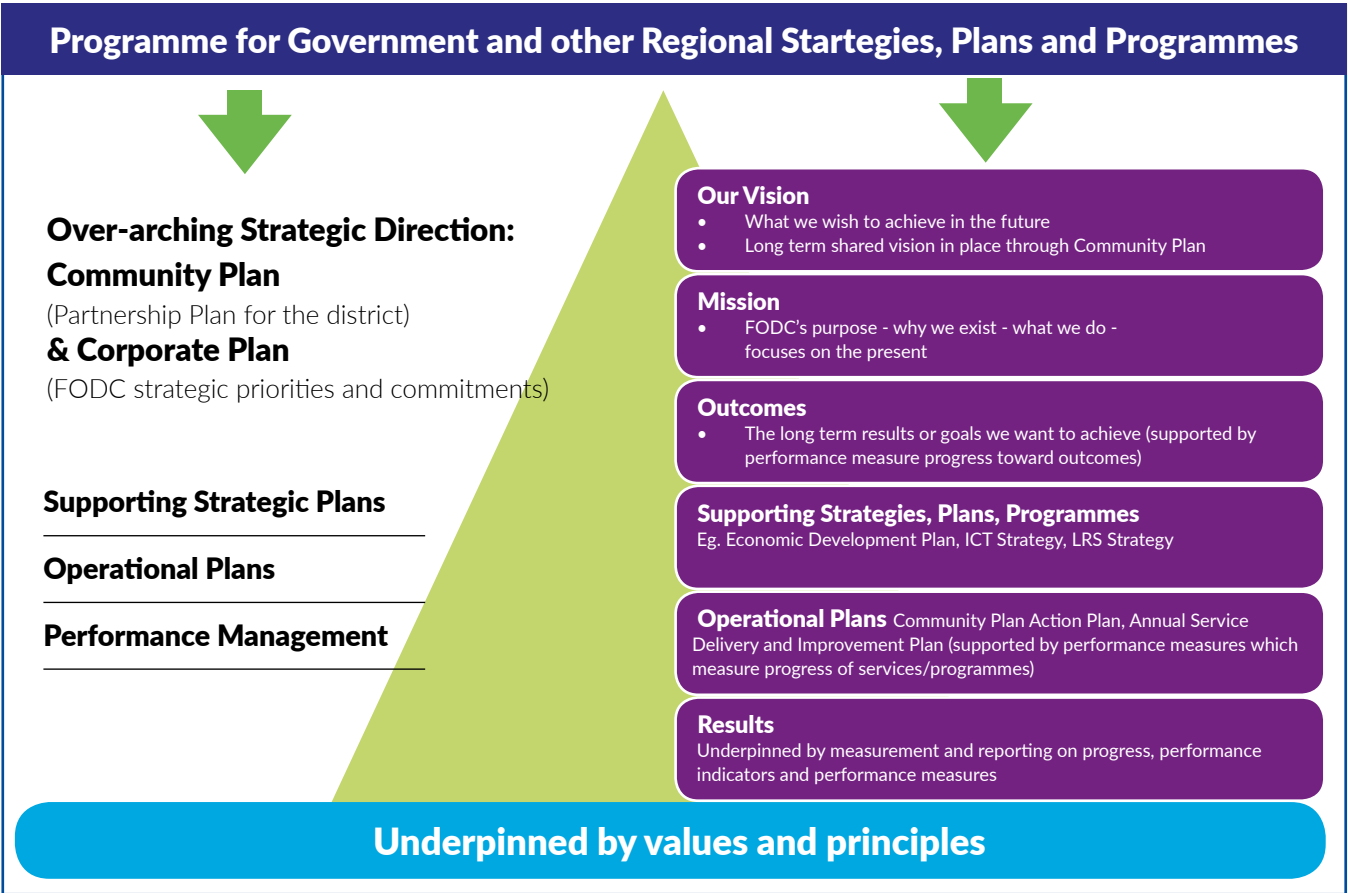 Programme for Government and other Regional Startegies, Plans and Programmes
Over-arching Strategic Direction:
Community Plan
(Partnership Plan for the district)
& Corporate Plan
(FODC strategic priorities and commitments)
Supporting Strategic Plans
Operational Plans
Performance Management
Our Vision
• What we wish to achieve in the future
• Long term shared vision in place through Community Plan
Mission
• FODC's purpose - why we exist - what we do -
focuses on the present
Outcomes
• The long term results or goals we want to achieve (supported by
performance measure progress toward outcomes)
Supporting Strategies, Plans, Programmes
Eg. Economic Development Plan, ICT Strategy, LRS Strategy
Operational Plans Community Plan Action Plan, Annual Service
Delivery and Improvement Plan (supported by performance measures which
measure progress of services/programmes)
Results
Underpinned by measurement and reporting on progress, performance
indicators and performance measures
Underpinned by values and principles